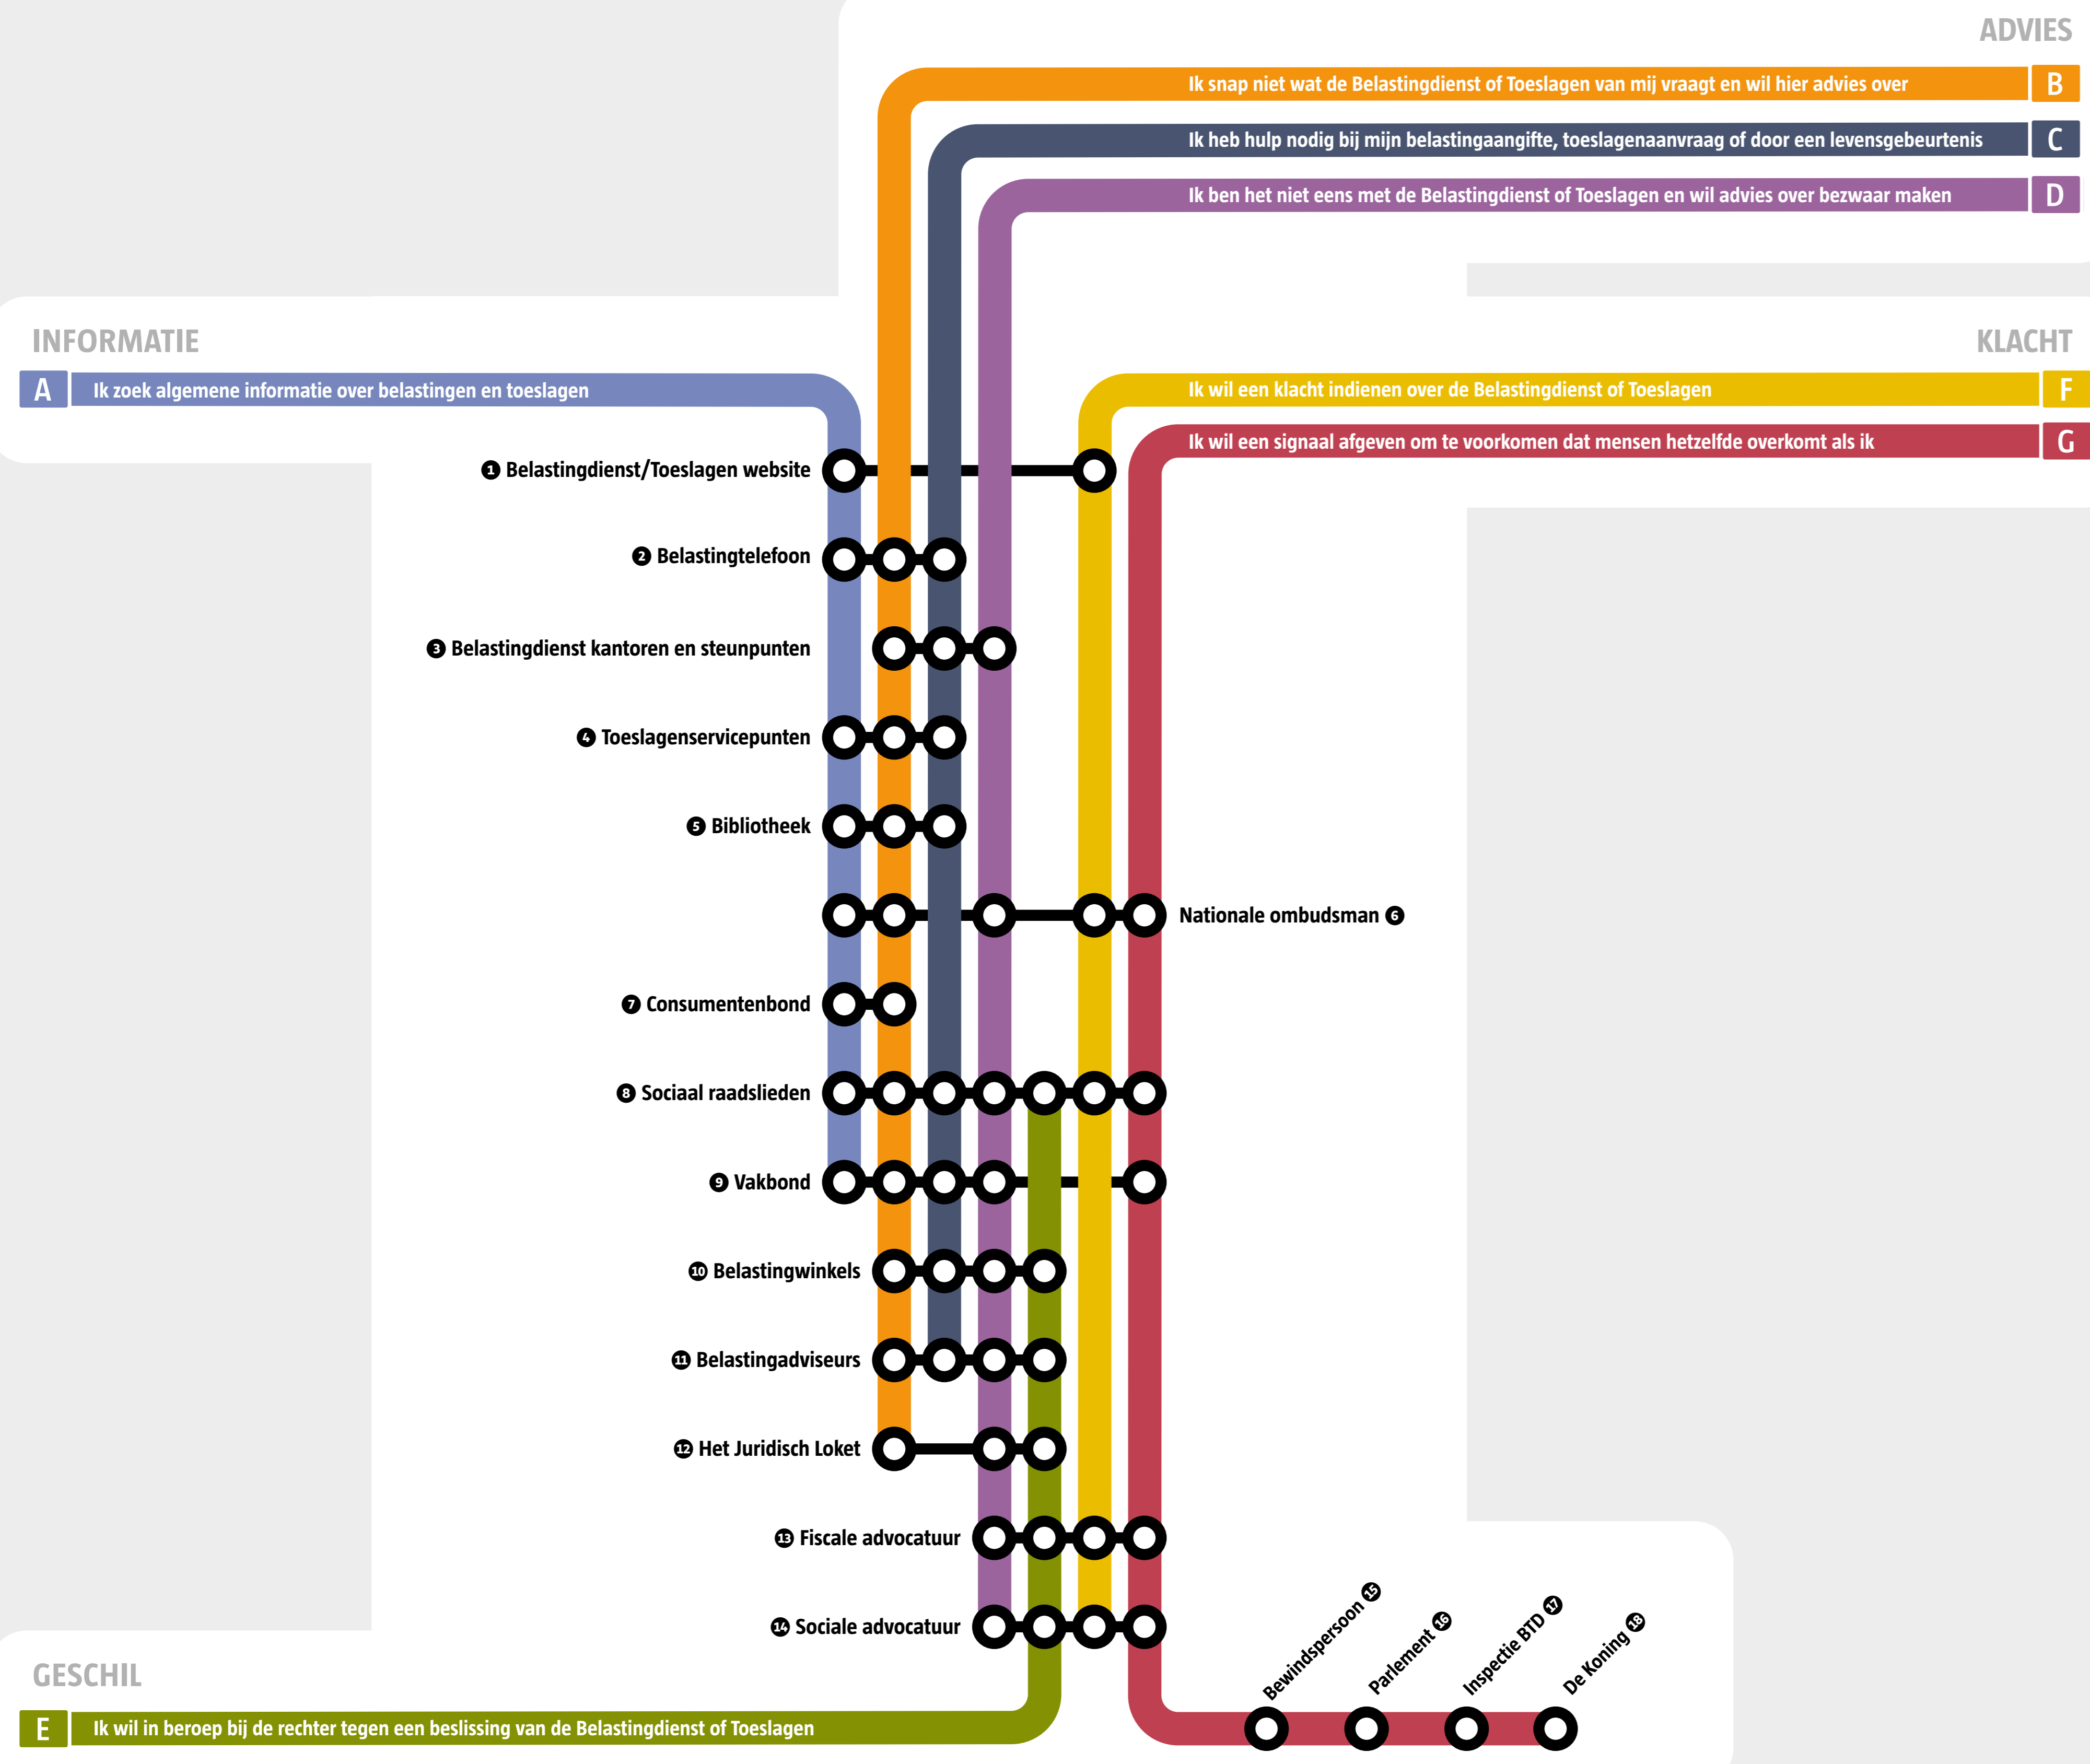 ADVIES
Ik snap niet wat de Belastingdienst of Toeslagen van mij vraagt en wil hier advies over B
Ik heb hulp nodig bij mijn belastingaangifte, toeslagenaanvraag of door een levensgebeurtenis C
Ik ben het niet eens met de Belastingdienst of Toeslagen en wil advies over bezwaar maken D
INFORMATIE
A Ik zoek algemene informatie over belastingen en toeslagen
KLACHT
Ik wil een klacht indienen over de Belastingdienst of Toeslagen F
Ik wil een signaal afgeven om te voorkomen dat mensen hetzelfde overkomt als ik G
1 Belastingdienst/Toeslagen website
2 Belastingtelefoon
3 Belastingdienst kantoren en steunpunten
4 Toeslagenservicepunten
5 Bibliotheek
Nationale ombudsman 6
7 Consumentenbond
8 Sociaal raadslieden
9 Vakbond
10 Belastingwinkels
11 Belastingadviseurs
12 Het Juridisch Loket
13 Fiscale advocatuur
14 Sociale advocatuur
Bewindspersoon 15
Parlement 16
Inspectie BTD 17
De Koning 18
GESCHIL
E Ik wil in beroep bij de rechter tegen een beslissing van de Belastingdienst of Toeslagen